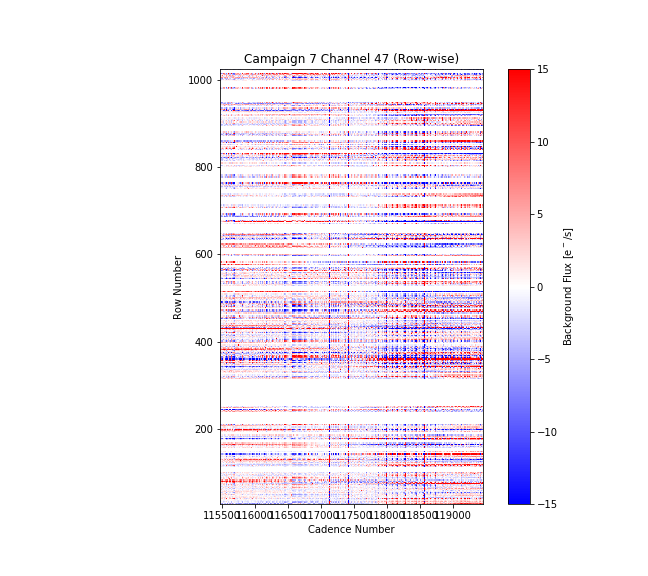 Campaign 7 Channel 47 (Row-wise)
1000
800
600
400
200
Row Number
115500 116000 116500 117000 117500 118000 118500 119000
Cadence Number
15
10
5
0
−5
−10
−15
Background Flux [e⁻/s]